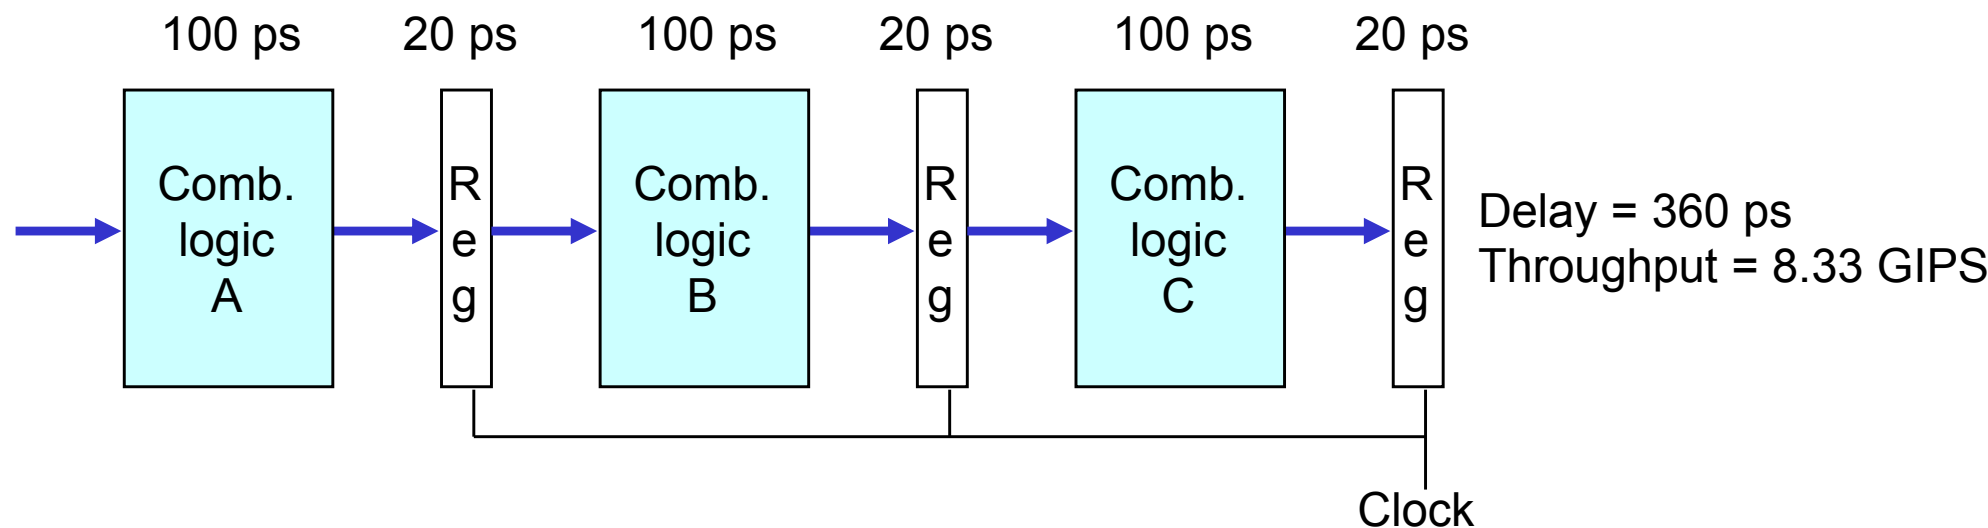 100 ps 20 ps 100 ps 20 ps 100 ps 20 ps
Comb.
logic
A
R
e
g
Comb.
logic
B
R
e
g
Comb.
logic
C
R
e
g
Delay = 360 ps
Throughput = 8.33 GIPS
Clock